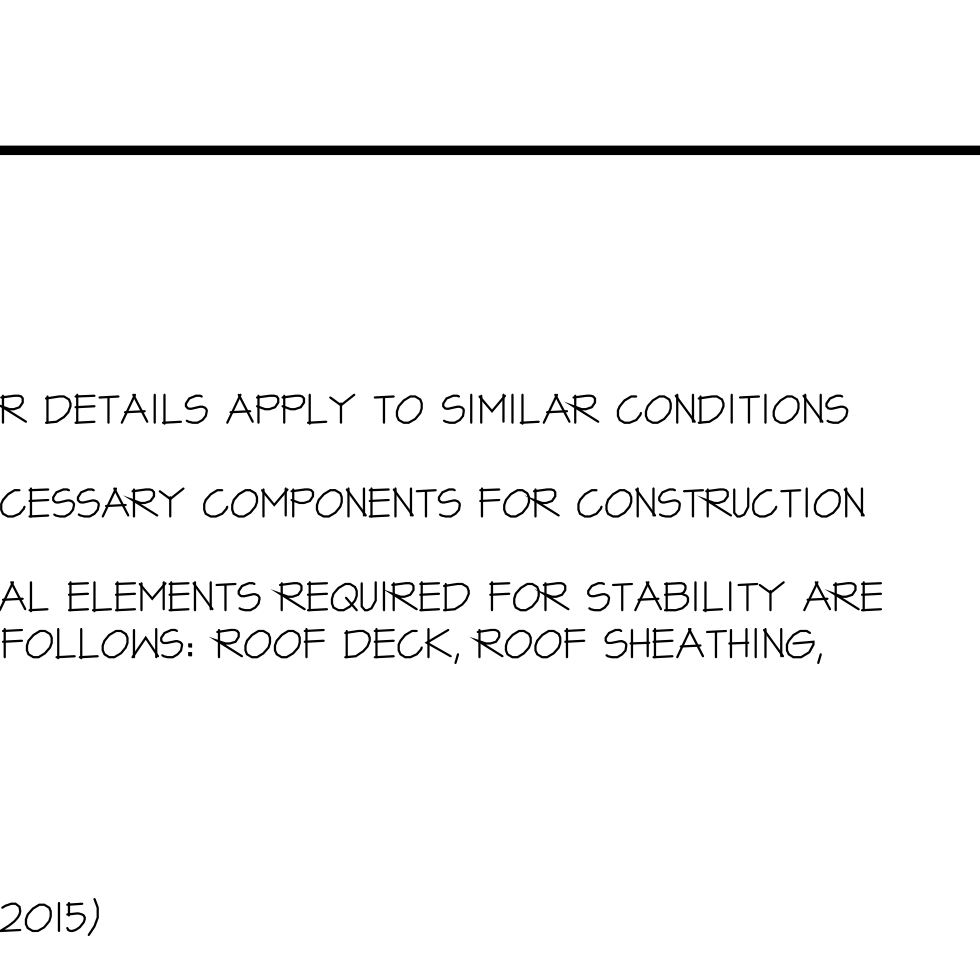 R DETAILS APPLY TO SIMILAR CONDITIONS
CESSARY COMPONENTS FOR CONSTRUCTION
AL ELEMENTS REQUIRED FOR STABILITY ARE
FOLLOWS: ROOF DECK, ROOF SHEATHING,
2015)